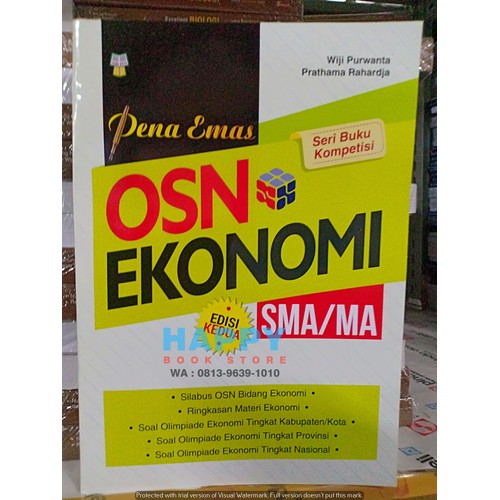 Wiji Purwanta
Prathama Rahardja
Pena Emas
Seri Buku
Kompetisi
OSN
EKONOMI
EDISI
KEDUA
SMA/MA
HAPPY
BOOK STORE
WA : 0813-9639-1010
• Silabus OSN Bidang Ekonomi •
• Ringkasan Materi Ekonomi •
• Soal Olimpiade Ekonomi Tingkat Kabupaten/Kota •
• Soal Olimpiade Ekonomi Tingkat Provinsi •
• Soal Olimpiade Ekonomi Tingkat Nasional •
Protected with trial version of Visual Watermark. Full version doesn't put this mark.